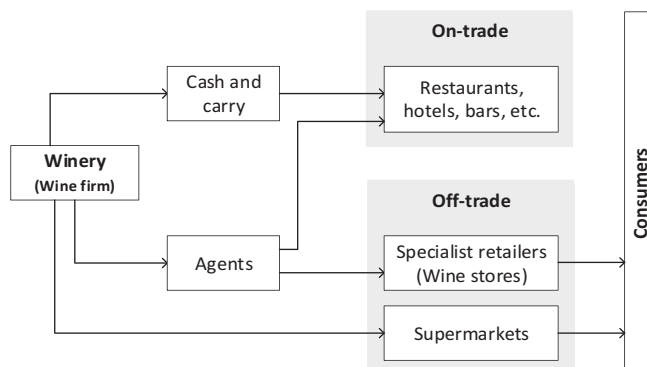 On-trade
Cash and
carry
Restaurants,
hotels, bars, etc.
Winery
(Wine firm)
Off-trade
Agents
Specialist retailers
(Wine stores)
Supermarkets
Consumers